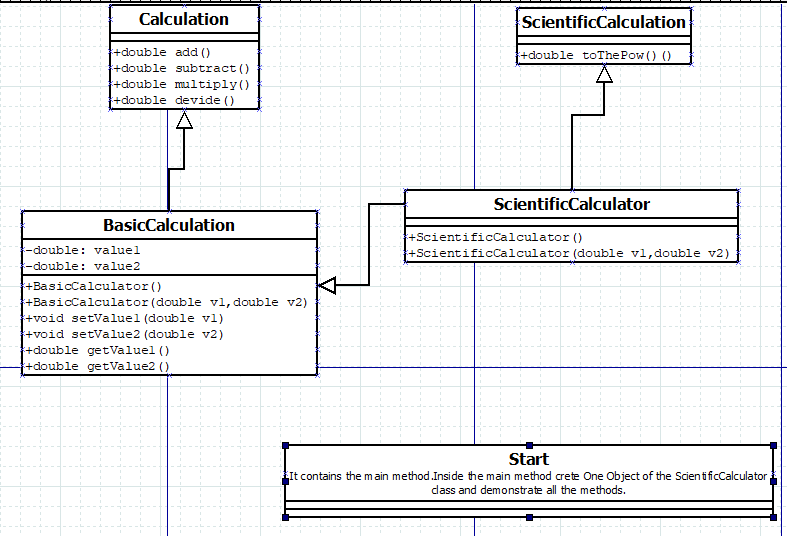 Calculation
+double add()
+double subtract()
+double multiply()
+double devide()
ScientificCalculation
+double toThePow()()
BasicCalculation
-double: value1
-double: value2
+BasicCalculator()
+BasicCalculator(double v1,double v2)
+void setValue1(double v1)
+void setValue2(double v2)
+double getValue1()
+double getValue2()
ScientificCalculator
+ScientificCalculator()
+ScientificCalculator(double v1,double v2)
Start
It contains the main method.Inside the main method crete One Object of the ScientificCalculator
class and demonstrate all the methods.